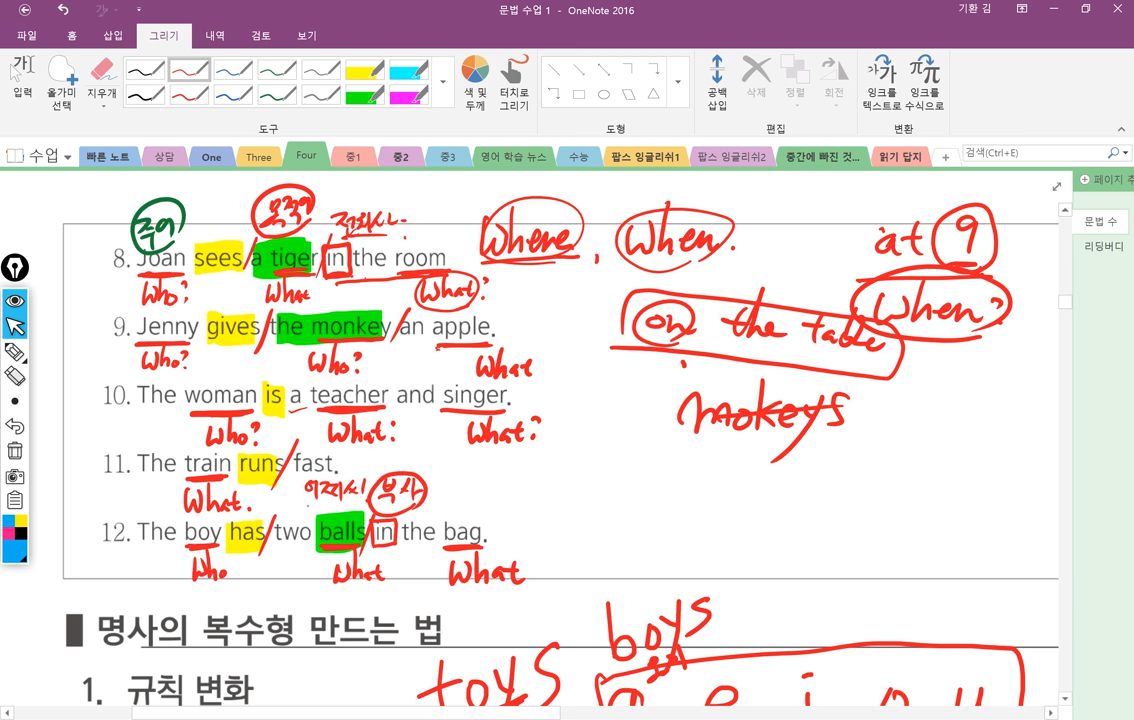 문법 수업 1 - OneNote 2016
기환 김
파일 홈 삽입 그리기 내역 검토 보기
입력 올가미 선택 지우개 색 및 두께 터치로 그리기 공백 삽입 삭제 정렬 회전 잉크를 텍스트로 잉크를 수식으로
도구 도형 편집 변환
수업 빠른 노트 상담 One Three Four 중1 중2 중3 영어 학습 뉴스 수능 팝스 잉글리쉬1 팝스 잉글리쉬2 중간에 빠진 것... 읽기 답지 + 검색(Ctrl+E)
페이지 추
문법 수
리딩버디
주어 목적어 전치사 Where, When. at 9
8. Joan sees / a tiger / in the room
Who? What What? When?
9. Jenny gives / the monkey / an apple. on the table
Who? Who? What
10. The woman is a teacher and singer. mokeys
Who? What? What?
11. The train runs / fast.
What. 부사
12. The boy has / two balls / in the bag.
Who What What
명사의 복수형 만드는 법
boys
1. 규칙 변화 toys
a e i o u